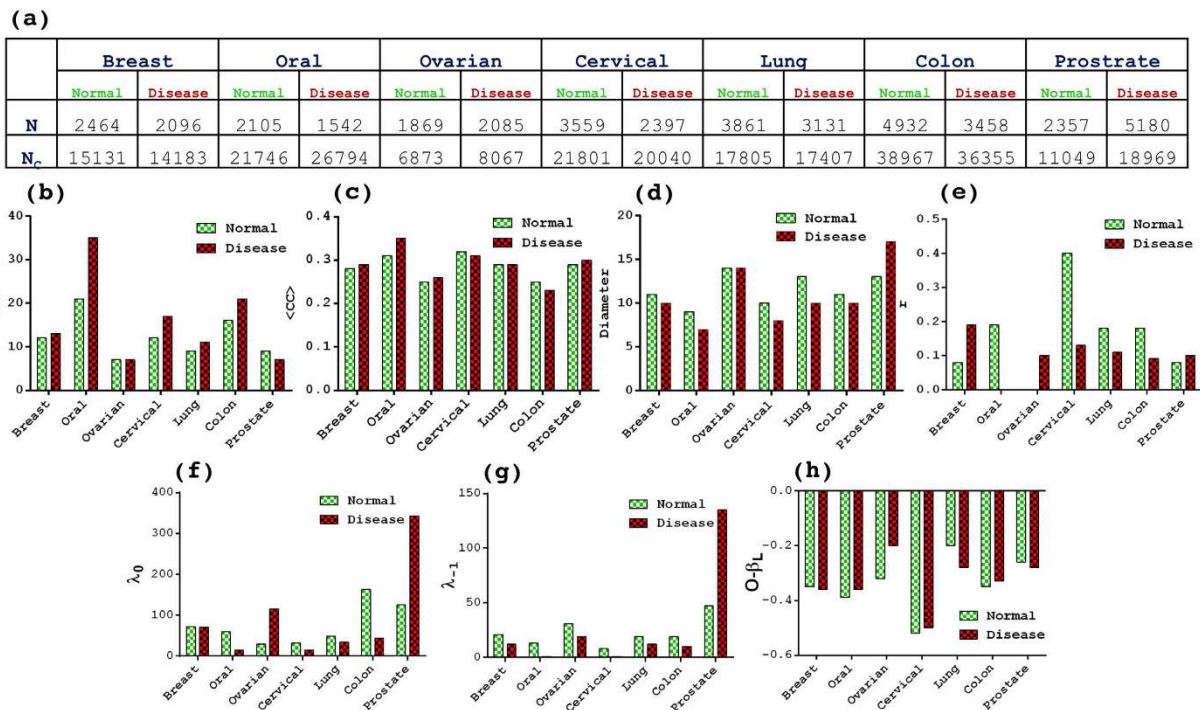 (a)
Breast Oral Ovarian Cervical Lung Colon Prostrate
Normal Disease Normal Disease Normal Disease Normal Disease Normal Disease Normal Disease Normal Disease
N 2464 2096 2105 1542 1869 2085 3559 2397 3861 3131 4932 3458 2357 5180
N_C 15131 14183 21746 26794 6873 8067 21801 20040 17805 17407 38967 36355 11049 18969
(b)
40
30
20
10
0
Normal
Disease
Breast
Oral
Ovarian
Cervical
Lung
Colon
Prostate
(c)
<CC>
0.4
0.3
0.2
0.1
0.0
Normal
Disease
Breast
Oral
Ovarian
Cervical
Lung
Colon
Prostate
(d)
Diameter
20
15
10
5
0
Normal
Disease
Breast
Oral
Ovarian
Cervical
Lung
Colon
Prostate
(e)
r
0.5
0.4
0.3
0.2
0.1
0.0
Normal
Disease
Breast
Oral
Ovarian
Cervical
Lung
Colon
Prostate
(f)
λ0
400
300
200
100
0
Normal
Disease
Breast
Oral
Ovarian
Cervical
Lung
Colon
Prostate
(g)
λ-1
150
100
50
0
Normal
Disease
Breast
Oral
Ovarian
Cervical
Lung
Colon
Prostate
(h)
O-βL
0.0
-0.2
-0.4
-0.6
Normal
Disease
Breast
Oral
Ovarian
Cervical
Lung
Colon
Prostate